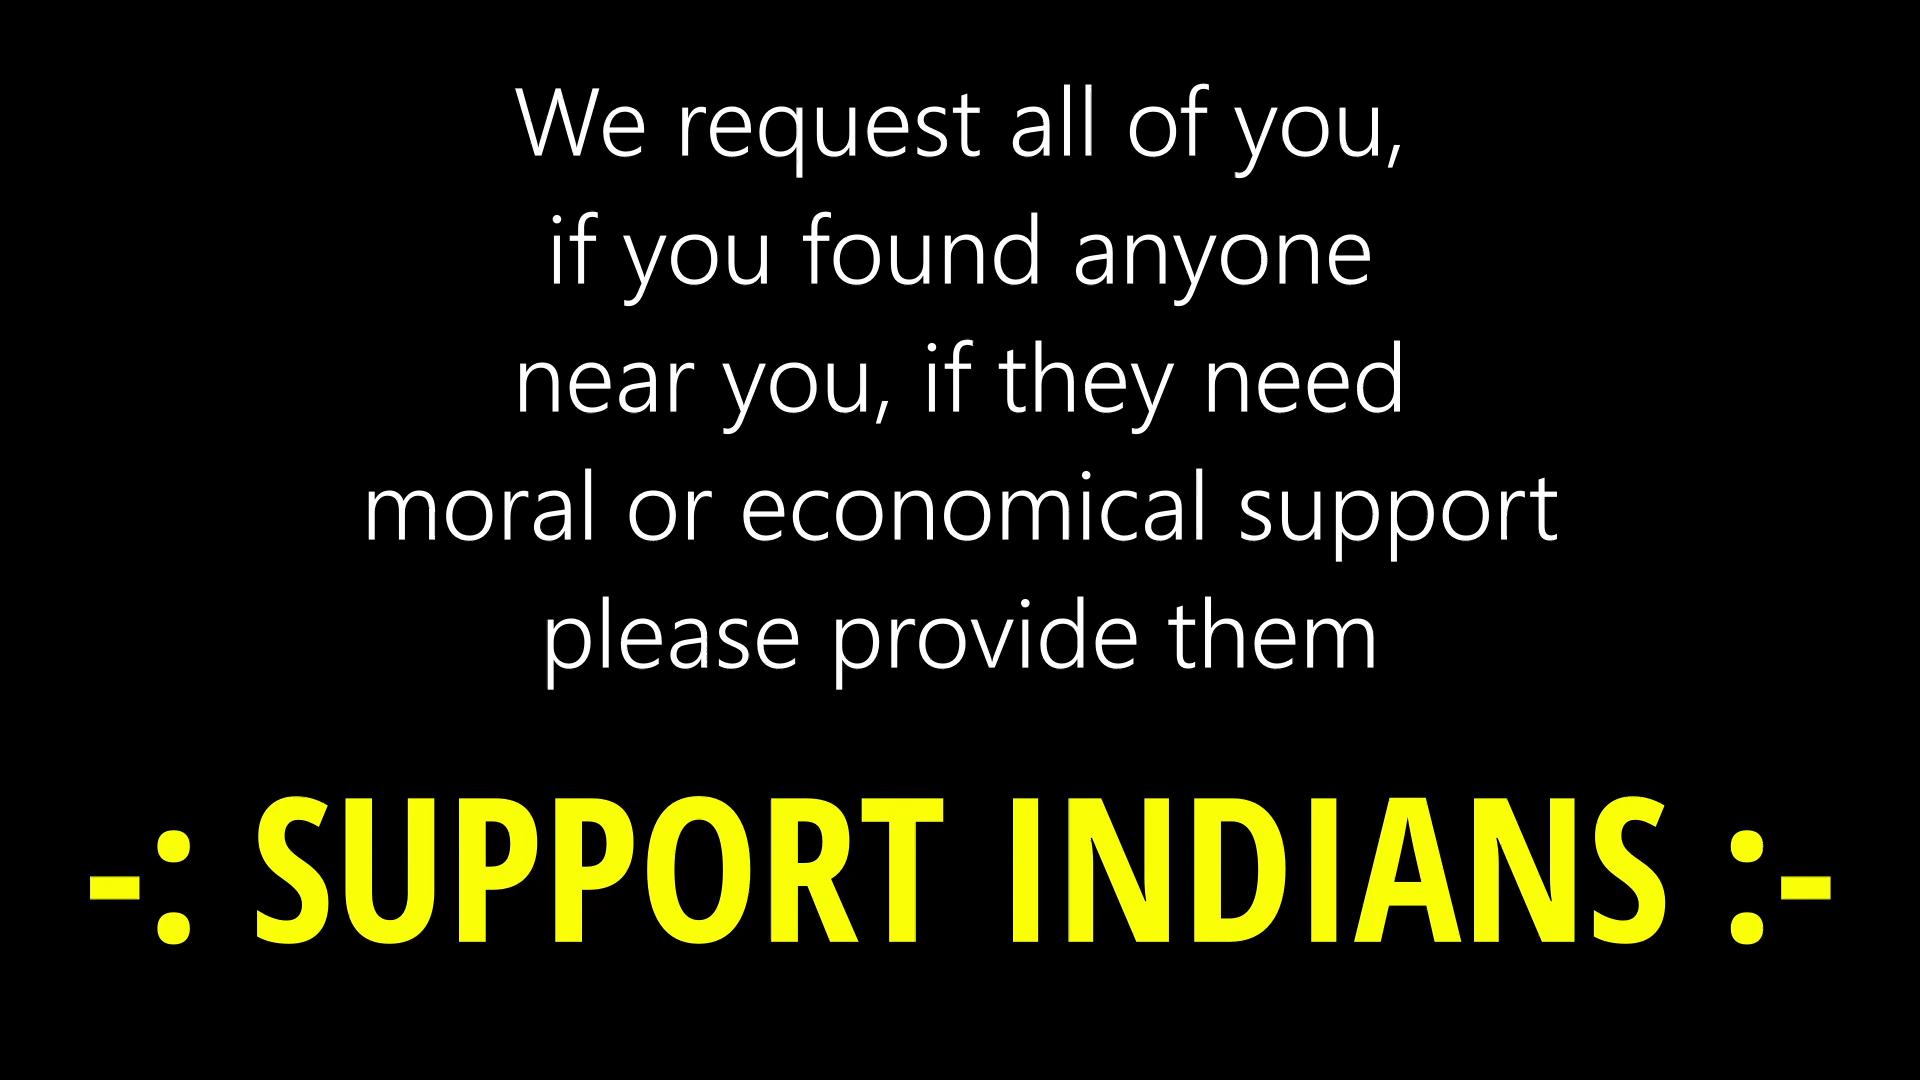 We request all of you,
if you found anyone
near you, if they need
moral or economical support
please provide them
-: SUPPORT INDIANS :-